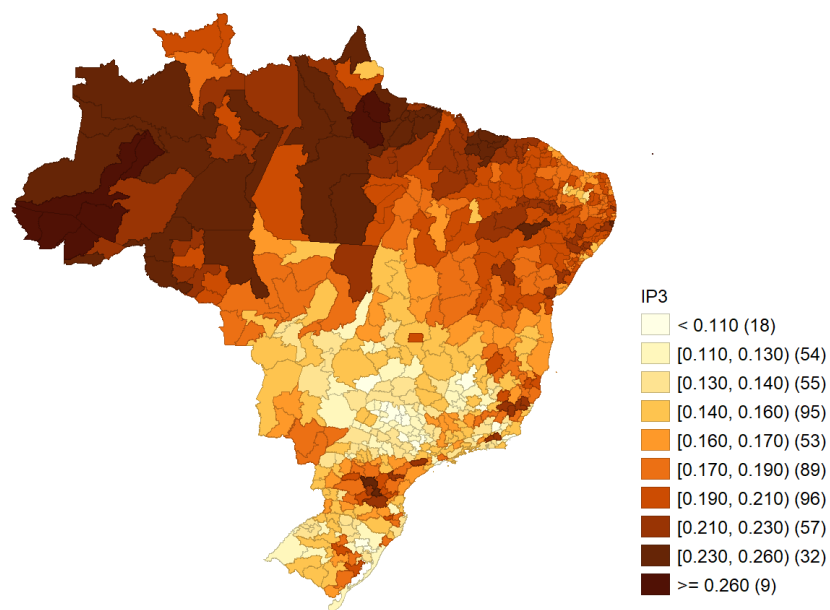 IP3
< 0.110 (18)
[0.110, 0.130) (54)
[0.130, 0.140) (55)
[0.140, 0.160) (95)
[0.160, 0.170) (53)
[0.170, 0.190) (89)
[0.190, 0.210) (96)
[0.210, 0.230) (57)
[0.230, 0.260) (32)
>= 0.260 (9)